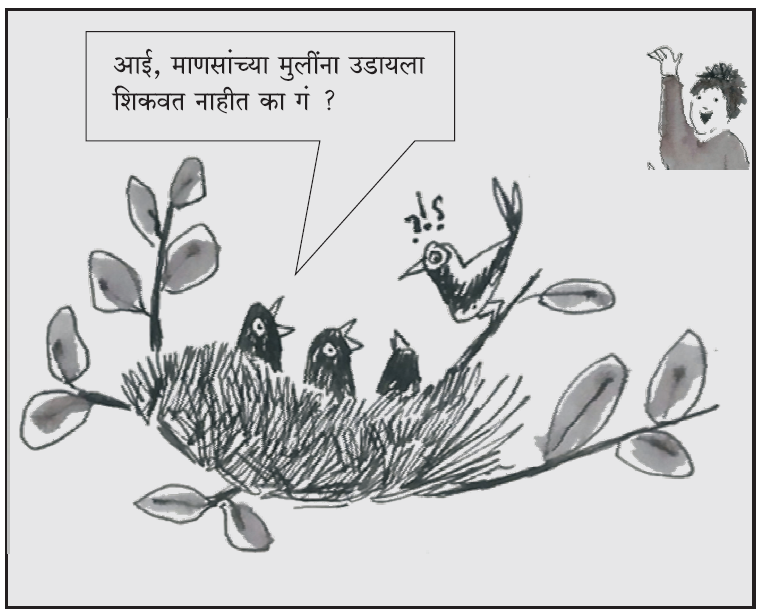 आई, माणसांच्या मुलींना उडायला
शिकवत नाहीत का गं ?
?!?